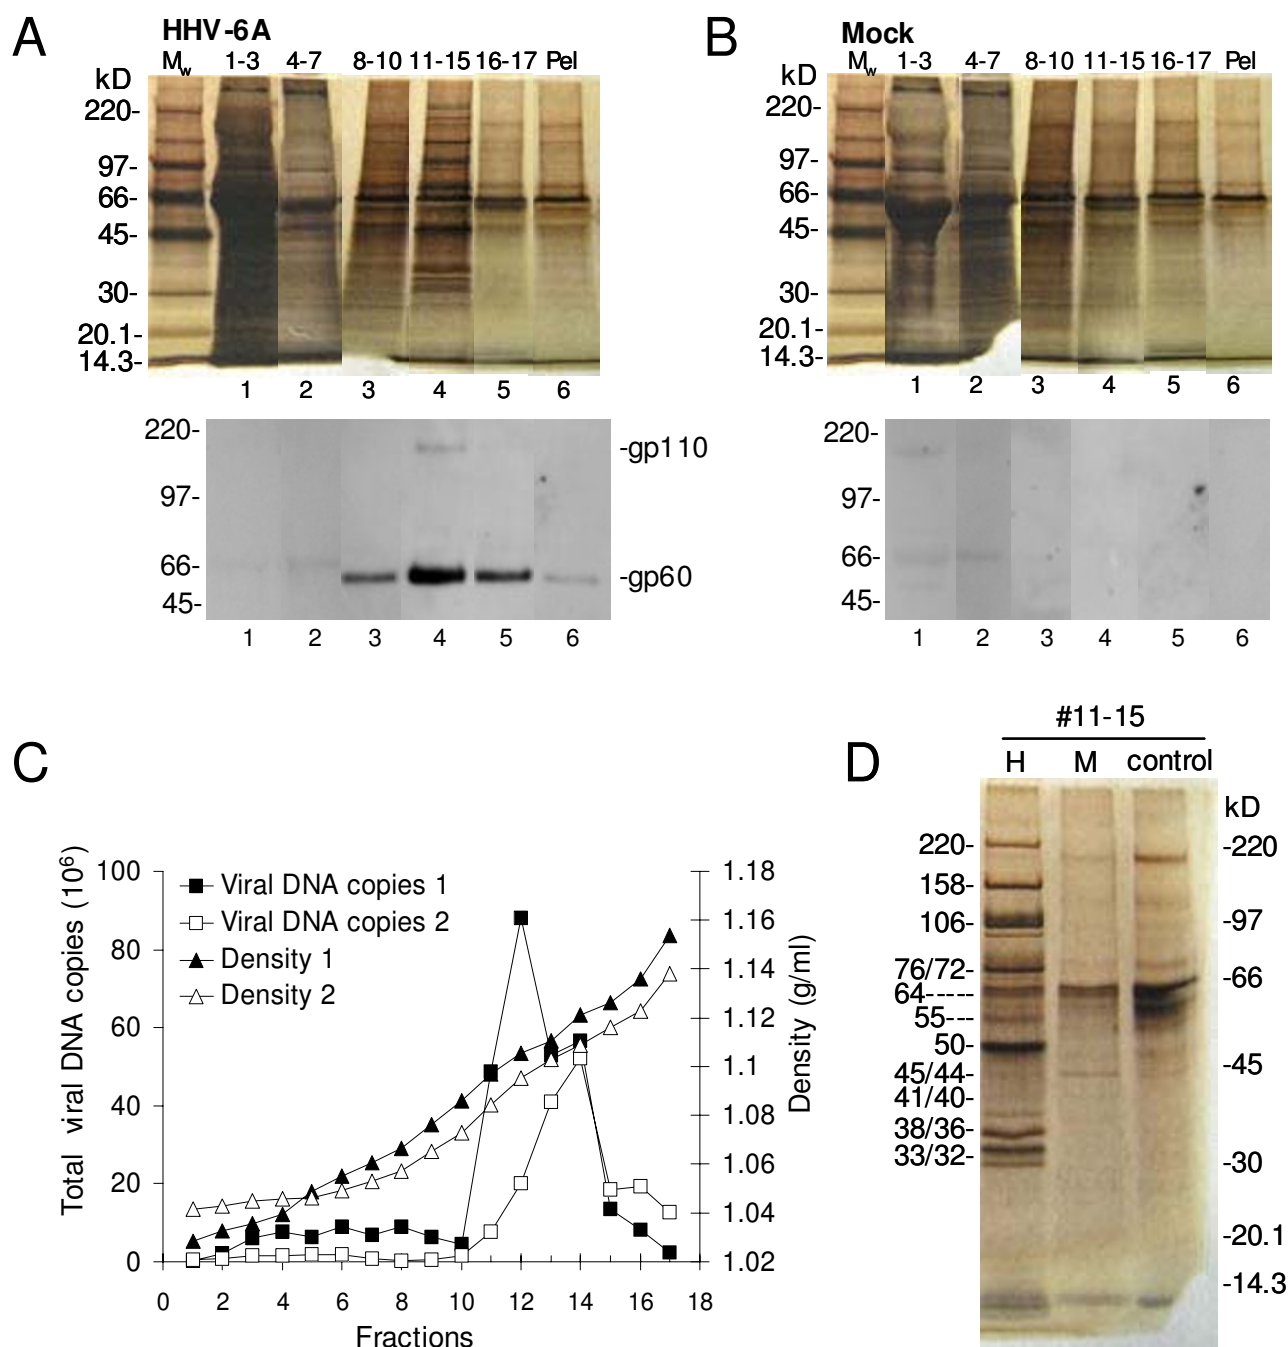 A
HHV-6A
Mw 1-3 4-7 8-10 11-15 16-17 Pel
kD
220-
97-
66-
45-
30-
20.1-
14.3-
1 2 3 4 5 6
220-
97-
66-
45-
-gp110
-gp60
1 2 3 4 5 6
B
Mock
Mw 1-3 4-7 8-10 11-15 16-17 Pel
kD
220-
97-
66-
45-
30-
20.1-
14.3-
1 2 3 4 5 6
220-
97-
66-
45-
1 2 3 4 5 6
C
Total viral DNA copies (10⁶)
100
80
60
40
20
0
Viral DNA copies 1
Viral DNA copies 2
Density 1
Density 2
1.18
1.16
1.14
1.12
1.1
1.08
1.06
1.04
1.02
Density (g/ml)
0 2 4 6 8 10 12 14 16 18
Fractions
D
#11-15
H M control
kD
220-
158-
106-
76/72-
64-----
55---
50-
45/44-
41/40-
38/36-
33/32-
-220
-97
-66
-45
-30
-20.1
-14.3